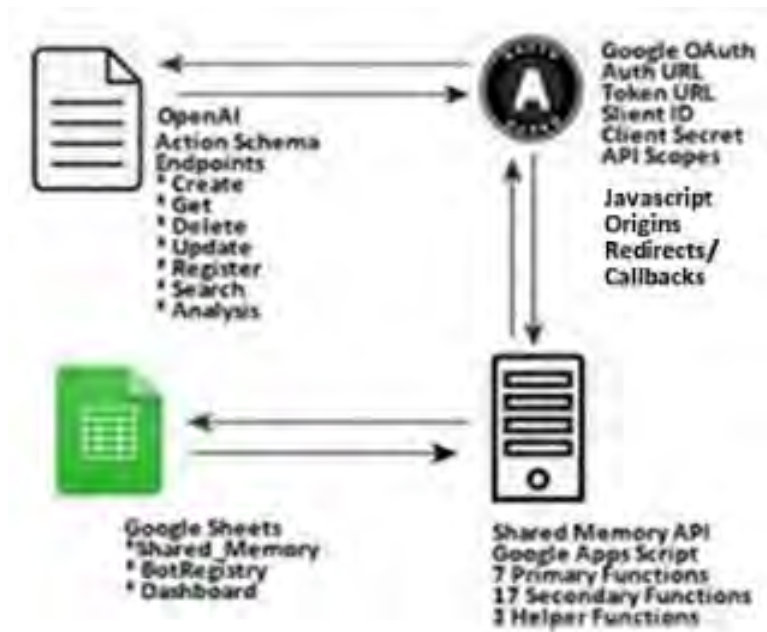 OpenAI
Action Schema
Endpoints
* Create
* Get
* Delete
* Update
* Register
* Search
* Analysis
A
Google OAuth
Auth URL
Token URL
Slient ID
Client Secret
API Scopes
Javascript
Origins
Redirects/
Callbacks
Google Sheets
*Shared_Memory
* BotRegistry
* Dashboard
Shared Memory API
Google Apps Script
7 Primary Functions
17 Secondary Functions
3 Helper Functions